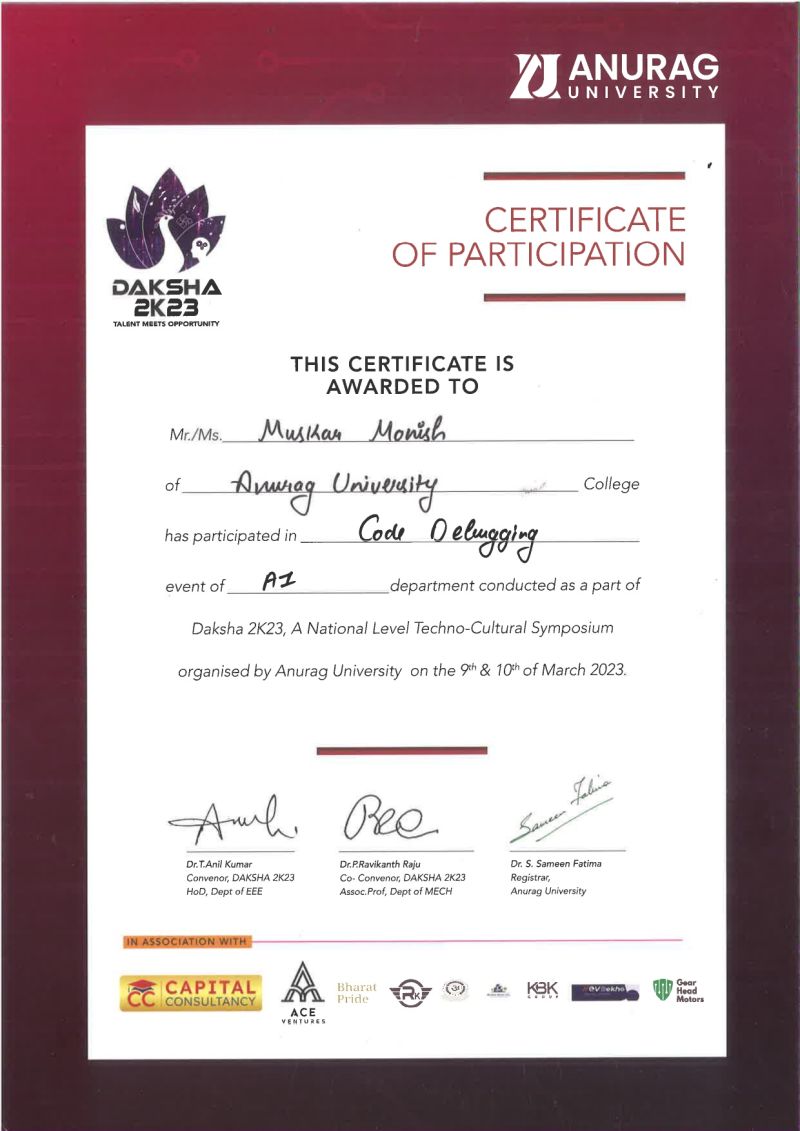 ANURAG
UNIVERSITY
DAKSHA
2K23
TALENT MEETS OPPORTUNITY
CERTIFICATE
OF PARTICIPATION
THIS CERTIFICATE IS
AWARDED TO
Mr./Ms. Muskan Monish
of Anurag University College
has participated in Code Debugging
event of AI department conducted as a part of
Daksha 2K23, A National Level Techno-Cultural Symposium
organised by Anurag University on the 9th & 10th of March 2023.
Sameen Fatima
Dr.T.Anil Kumar
Convenor, DAKSHA 2K23
HoD, Dept of EEE
Dr.P.Ravikanth Raju
Co- Convenor, DAKSHA 2K23
Assoc.Prof, Dept of MECH
Dr. S. Sameen Fatima
Registrar,
Anurag University
IN ASSOCIATION WITH
CC CAPITAL
CONSULTANCY
ACE
VENTURES
Bharat
Pride
RK
KBK
GROUP
Gear
Head
Motors